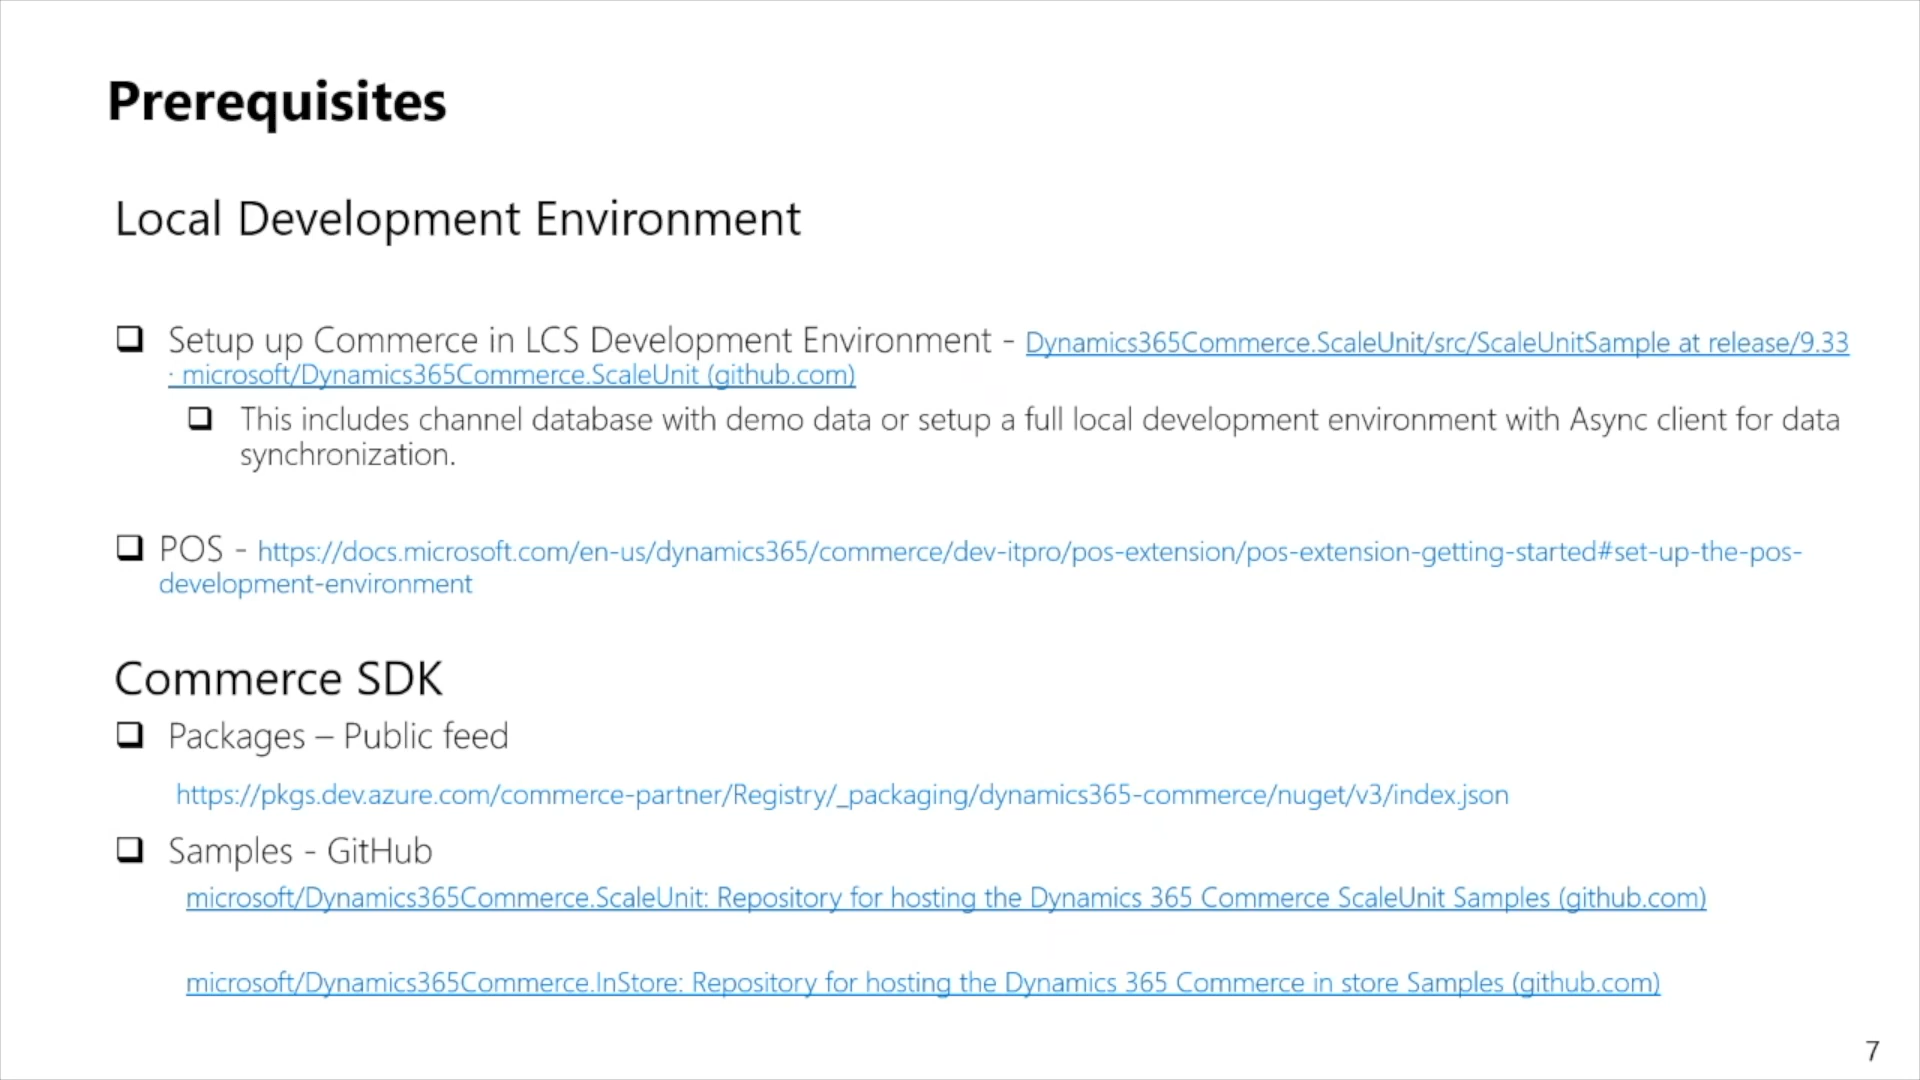 Prerequisites
Local Development Environment
Setup up Commerce in LCS Development Environment - Dynamics365Commerce.ScaleUnit/src/ScaleUnitSample at release/9.33
· microsoft/Dynamics365Commerce.ScaleUnit (github.com)
This includes channel database with demo data or setup a full local development environment with Async client for data
synchronization.
POS - https://docs.microsoft.com/en-us/dynamics365/commerce/dev-itpro/pos-extension/pos-extension-getting-started#set-up-the-pos-
development-environment
Commerce SDK
Packages – Public feed
https://pkgs.dev.azure.com/commerce-partner/Registry/_packaging/dynamics365-commerce/nuget/v3/index.json
Samples - GitHub
microsoft/Dynamics365Commerce.ScaleUnit: Repository for hosting the Dynamics 365 Commerce ScaleUnit Samples (github.com)
microsoft/Dynamics365Commerce.InStore: Repository for hosting the Dynamics 365 Commerce in store Samples (github.com)
7